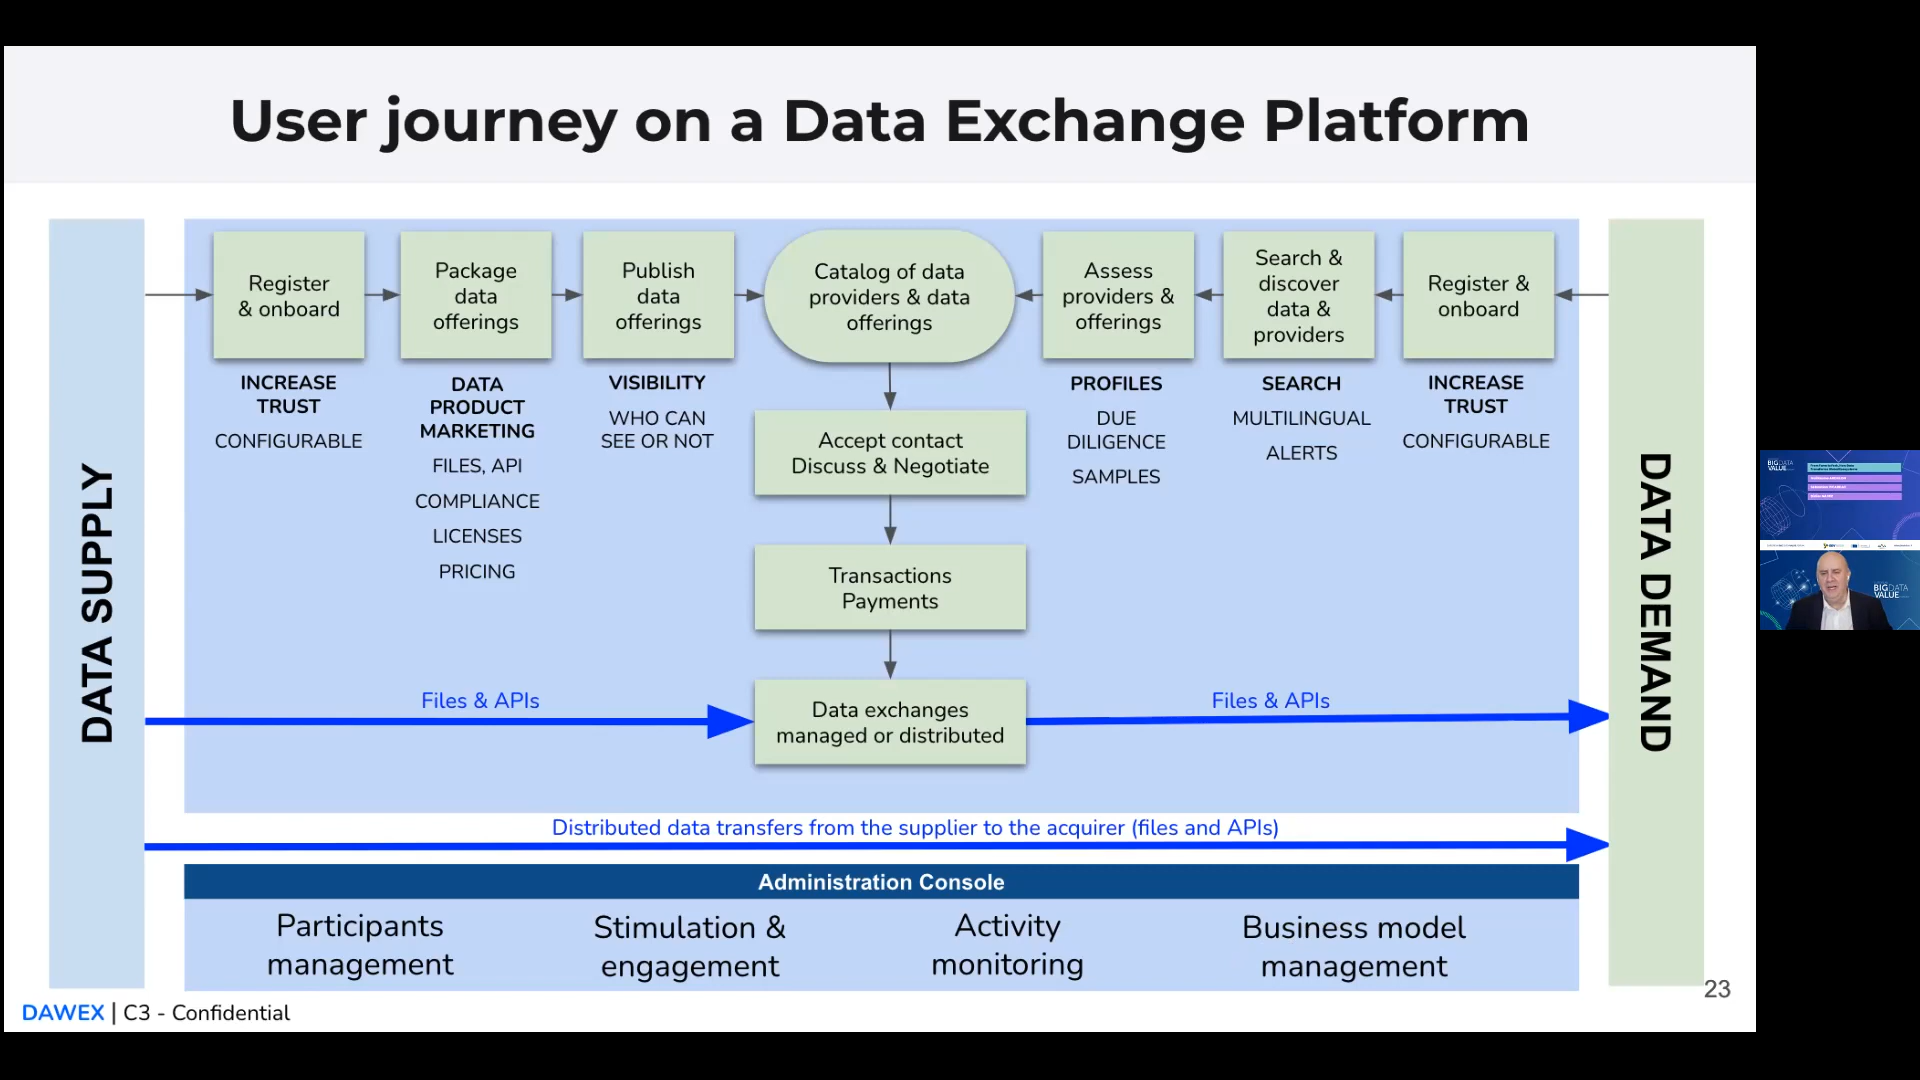 User journey on a Data Exchange Platform
DATA SUPPLY
Register
& onboard
INCREASE
TRUST
CONFIGURABLE
Package
data
offerings
DATA
PRODUCT
MARKETING
FILES, API
COMPLIANCE
LICENSES
PRICING
Publish
data
offerings
VISIBILITY
WHO CAN
SEE OR NOT
Catalog of data
providers & data
offerings
Accept contact
Discuss & Negotiate
Transactions
Payments
Data exchanges
managed or distributed
Assess
providers &
offerings
PROFILES
DUE
DILIGENCE
SAMPLES
Search &
discover
data &
providers
SEARCH
MULTILINGUAL
ALERTS
Register &
onboard
INCREASE
TRUST
CONFIGURABLE
DATA DEMAND
Files & APIs
Files & APIs
Distributed data transfers from the supplier to the acquirer (files and APIs)
Administration Console
Participants
management
Stimulation &
engagement
Activity
monitoring
Business model
management
23
DAWEX | C3 - Confidential
BIGDATA
VALUE
BIGDATA
VALUE